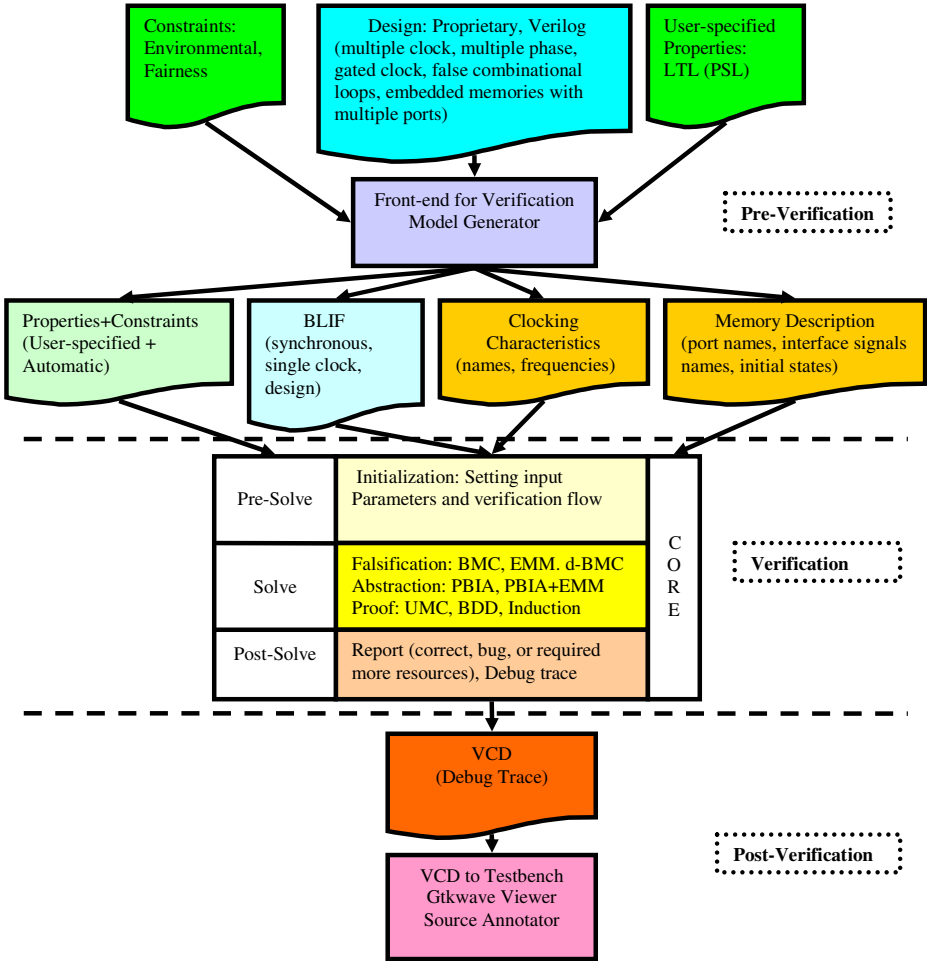 Constraints:
Environmental,
Fairness
Design: Proprietary, Verilog
(multiple clock, multiple phase,
gated clock, false combinational
loops, embedded memories with
multiple ports)
User-specified
Properties:
LTL (PSL)
Front-end for Verification
Model Generator
Pre-Verification
Properties+Constraints
(User-specified +
Automatic)
BLIF
(synchronous,
single clock,
design)
Clocking
Characteristics
(names, frequencies)
Memory Description
(port names, interface signals
names, initial states)
Pre-Solve
Initialization: Setting input
Parameters and verification flow
Solve
Falsification: BMC, EMM. d-BMC
Abstraction: PBIA, PBIA+EMM
Proof: UMC, BDD, Induction
Post-Solve
Report (correct, bug, or required
more resources), Debug trace
C
O
R
E
Verification
VCD
(Debug Trace)
VCD to Testbench
Gtkwave Viewer
Source Annotator
Post-Verification